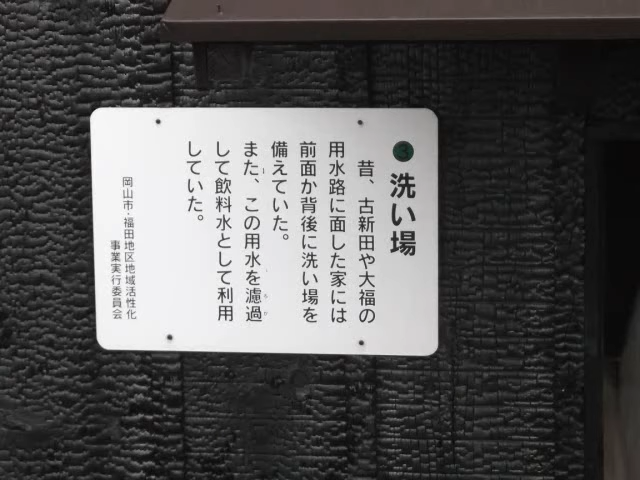 ❸ 洗い場
昔、古新田や大福の
用水路に面した家には
前面か背後に洗い場を
備えていた。
また、この用水を濾過
して飲料水として利用
していた。
岡山市・福田地区地域活性化
事業実行委員会